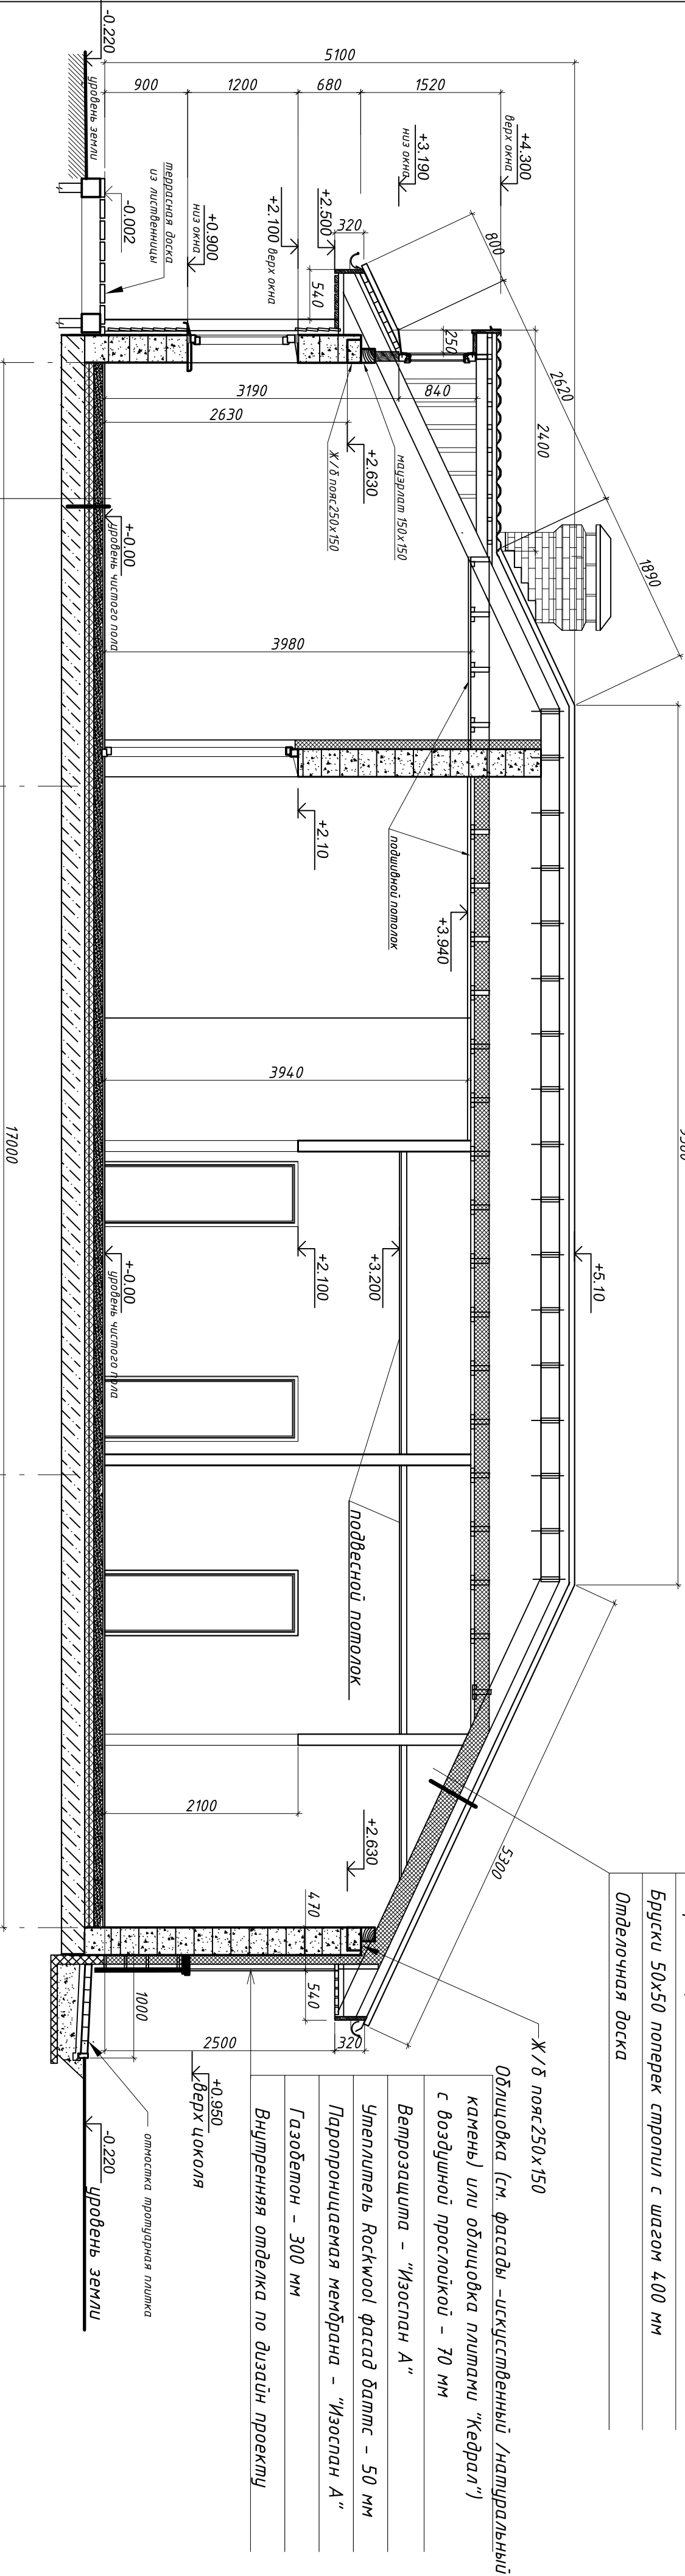 Бруски 50х50 поперек стропил с шагом 400 мм
Отделочная доска
+5.10
1890
2620
2400
800
5300
+4.300
верх окна
+3.190
низ окна
+2.500
320
540
250
+2.100 верх окна
+0.900
низ окна
террасная доска
из лиственницы
-0.002
-0.220
уровень земли
5100
900
1200
680
1520
3190
840
2630
+2.630
мауэрлат 150х150
Ж/б пояс250х150
+-0.00
уровень чистого пола
3980
+2.10
подшивной потолок
+3.940
3940
+2.100
+3.200
+-0.00
уровень чистого пола
подвесной потолок
2100
+2.630
470
540
320
2500
1000
+0.950
верх цоколя
-0.220
уровень земли
отмостка тротуарная плитка
17000
Ж/б пояс250х150
Облицовка (см. фасады -искусственный /натуральный
камень) или облицовка плитами "Кедрал")
с воздушной прослойкой - 70 мм
Ветрозащита - "Изоспан А"
Утеплитель Rockwool фасад баттс - 50 мм
Паропроницаемая мембрана - "Изоспан А"
Газобетон - 300 мм
Внутренняя отделка по дизайн проекту